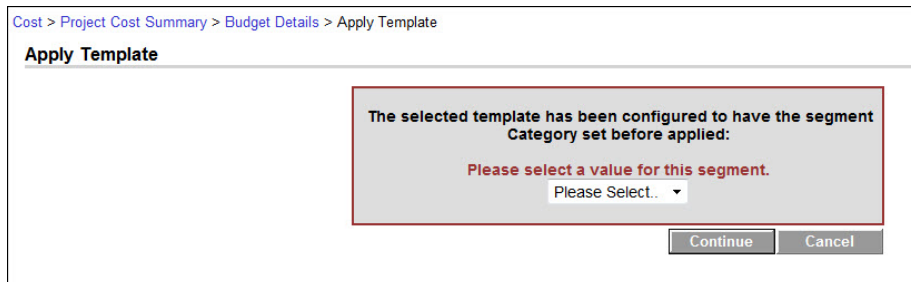 Cost > Project Cost Summary > Budget Details > Apply Template
Apply Template
The selected template has been configured to have the segment
Category set before applied:
Please select a value for this segment.
Please Select..
Continue Cancel